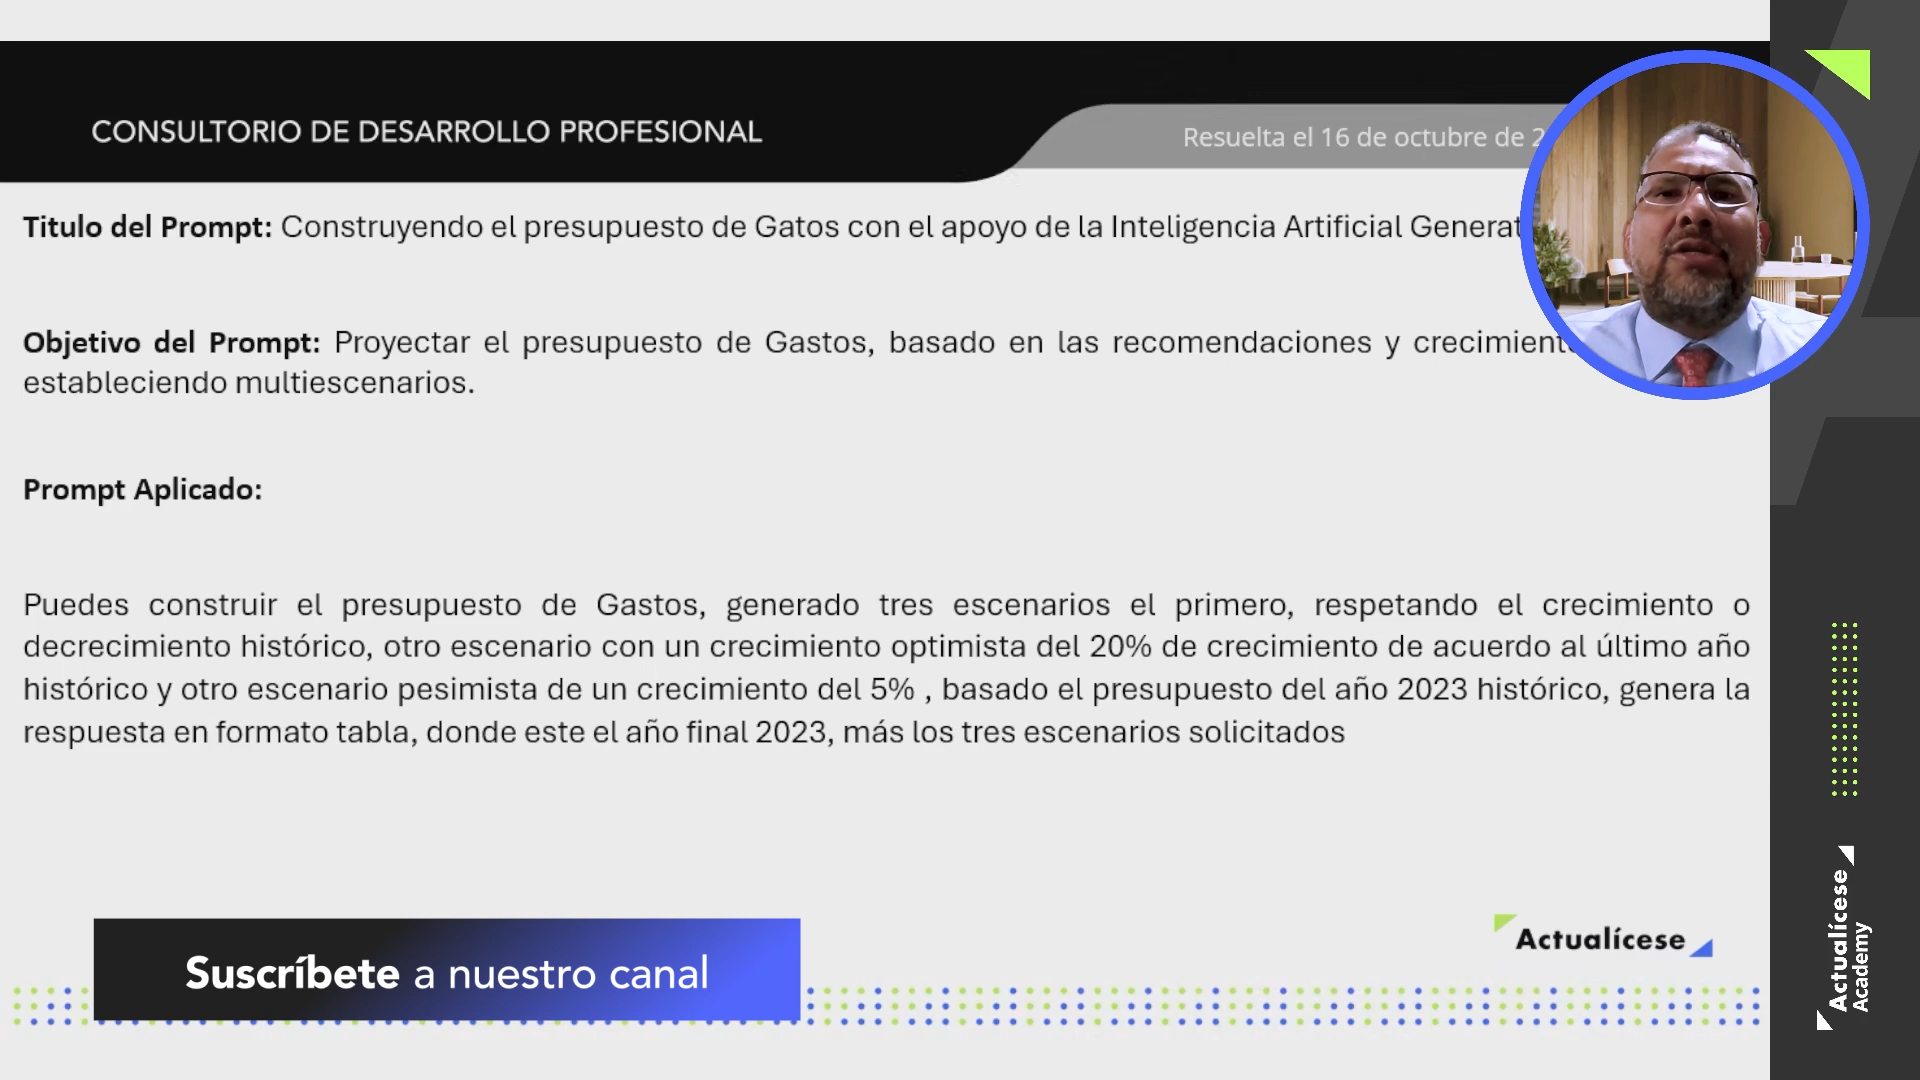 CONSULTORIO DE DESARROLLO PROFESIONAL
Resuelta el 16 de octubre de
Titulo del Prompt: Construyendo el presupuesto de Gatos con el apoyo de la Inteligencia Artificial
Objetivo del Prompt: Proyectar el presupuesto de Gastos, basado en las recomendaciones y
estableciendo multiescenarios.
Prompt Aplicado:
Puedes construir el presupuesto de Gastos, generado tres escenarios el primero, respetando el crecimiento o
decrecimiento histórico, otro escenario con un crecimiento optimista del 20% de crecimiento de acuerdo al último año
histórico y otro escenario pesimista de un crecimiento del 5% , basado el presupuesto del año 2023 histórico, genera la
respuesta en formato tabla, donde este el año final 2023, más los tres escenarios solicitados
Suscríbete a nuestro canal
Actualícese
Actualícese
Academy